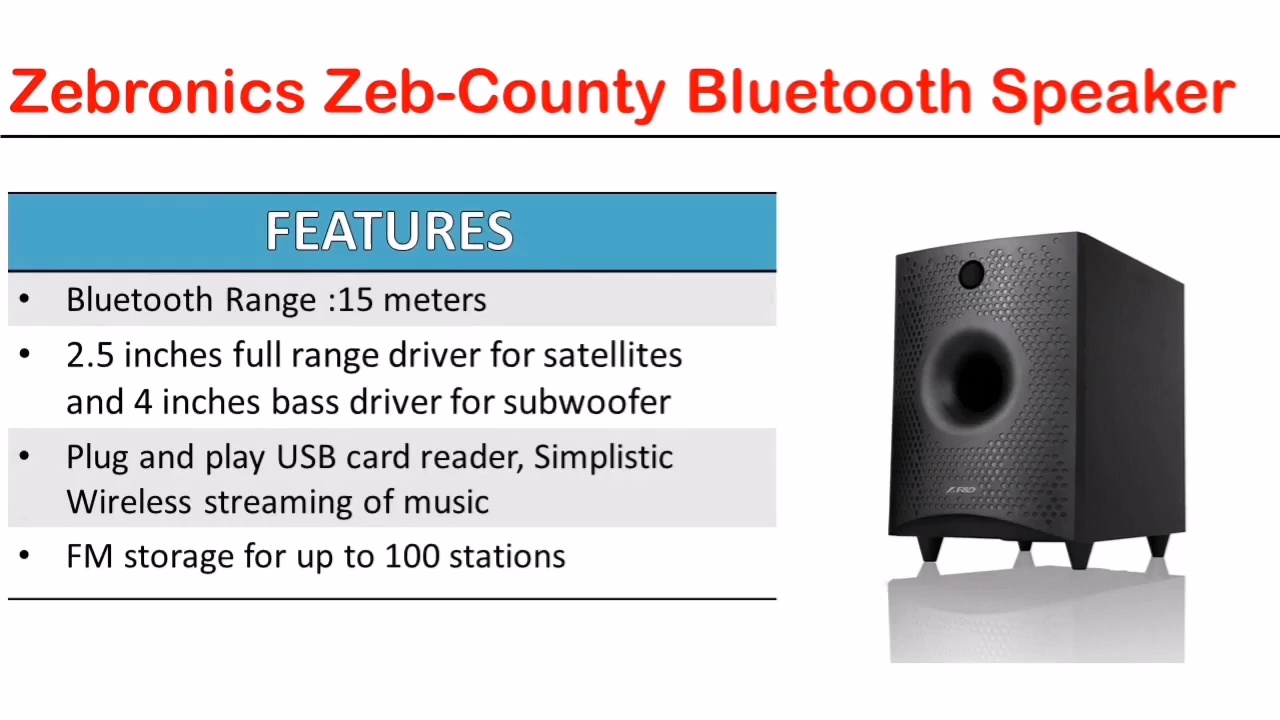 Zebronics Zeb-County Bluetooth Speaker
FEATURES
• Bluetooth Range :15 meters
• 2.5 inches full range driver for satellites
and 4 inches bass driver for subwoofer
• Plug and play USB card reader, Simplistic
Wireless streaming of music
• FM storage for up to 100 stations
F&D